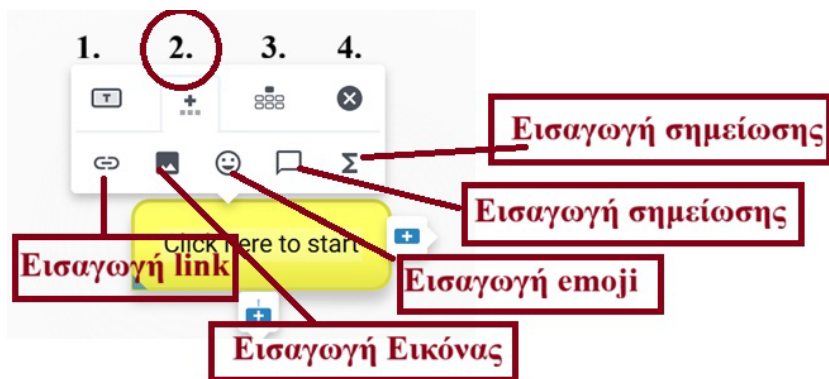 1. 2. 3. 4.
T
Εισαγωγή σημείωσης
Εισαγωγή σημείωσης
Click here to start
Εισαγωγή link
Εισαγωγή emoji
Εισαγωγή Εικόνας